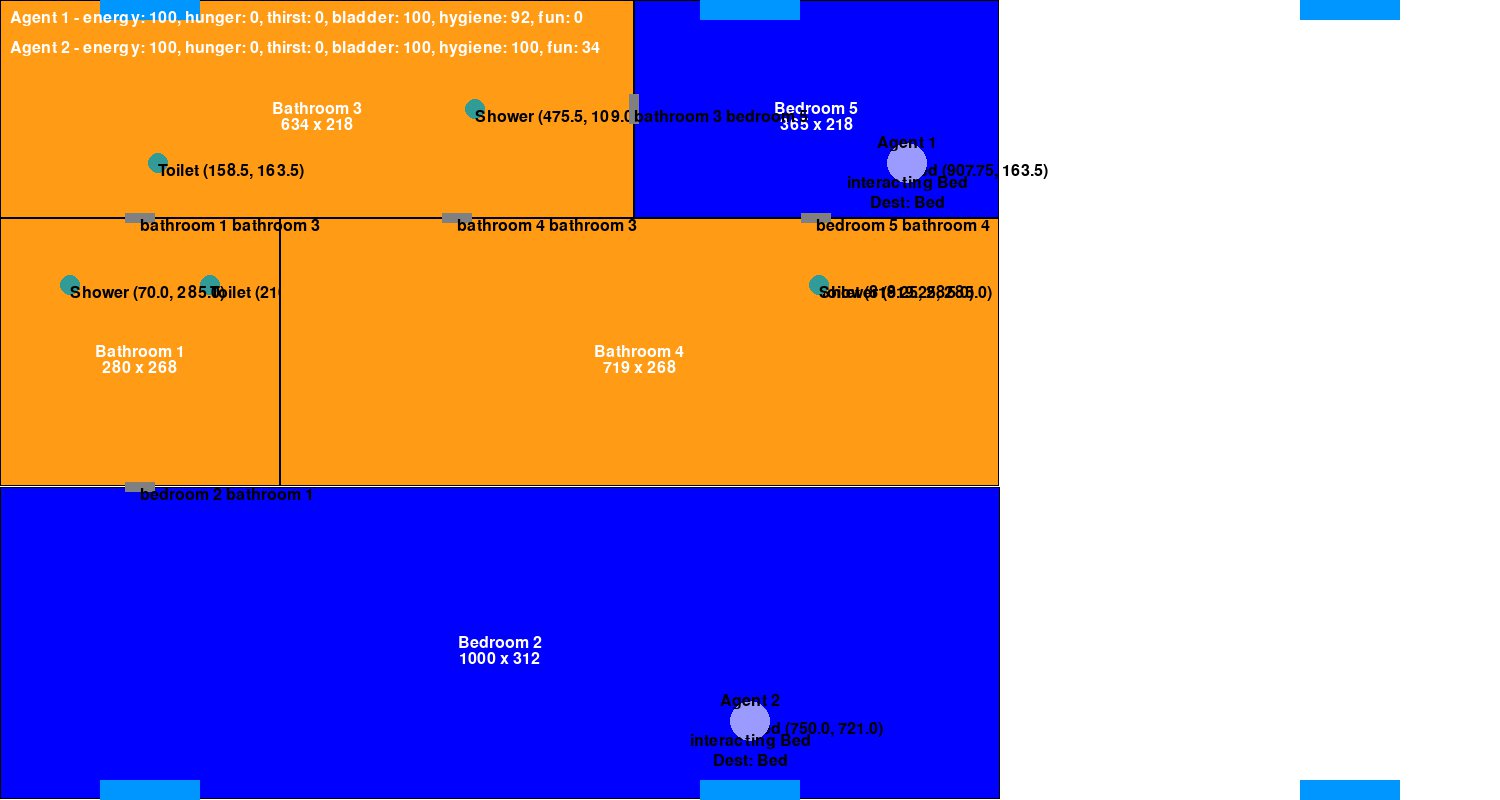 Agent 1 - energy: 100, hunger: 0, thirst: 0, bladder: 100, hygiene: 92, fun: 0
Agent 2 - energy: 100, hunger: 0, thirst: 0, bladder: 100, hygiene: 100, fun: 34
Bathroom 3
634 x 218
Shower (475.5, 109.0
bathroom 3 bedroom 5
Bedroom 5
365 x 218
Toilet (158.5, 163.5)
Agent 1
(907.75, 163.5)
interacting Bed
Dest: Bed
bathroom 1 bathroom 3
bathroom 4 bathroom 3
bedroom 5 bathroom 4
Shower (70.0, 285.0)
Toilet (210
Bathroom 1
280 x 268
Bathroom 4
719 x 268
bedroom 2 bathroom 1
Bedroom 2
1000 x 312
Agent 2
(750.0, 721.0)
interacting Bed
Dest: Bed